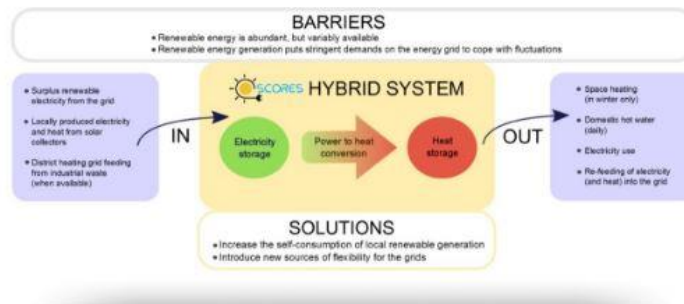 BARRIERS
• Renewable energy is abundant, but variably available
• Renewable energy generation puts stringent demands on the energy grid to cope with fluctuations
• Surplus renewable
electricity from the grid
• Locally produced electricity
and heat from solar
collectors
• District heating grid feeding
from industrial waste
(when available)
IN
SCORES HYBRID SYSTEM
Electricity
storage
Power to heat
conversion
Heat
storage
OUT
• Space heating
(in winter only)
• Domestic hot water
(daily)
• Electricity use
• Re-feeding of electricity
(and heat) into the grid
SOLUTIONS
• Increase the self-consumption of local renewable generation
• Introduce new sources of flexibility for the grids